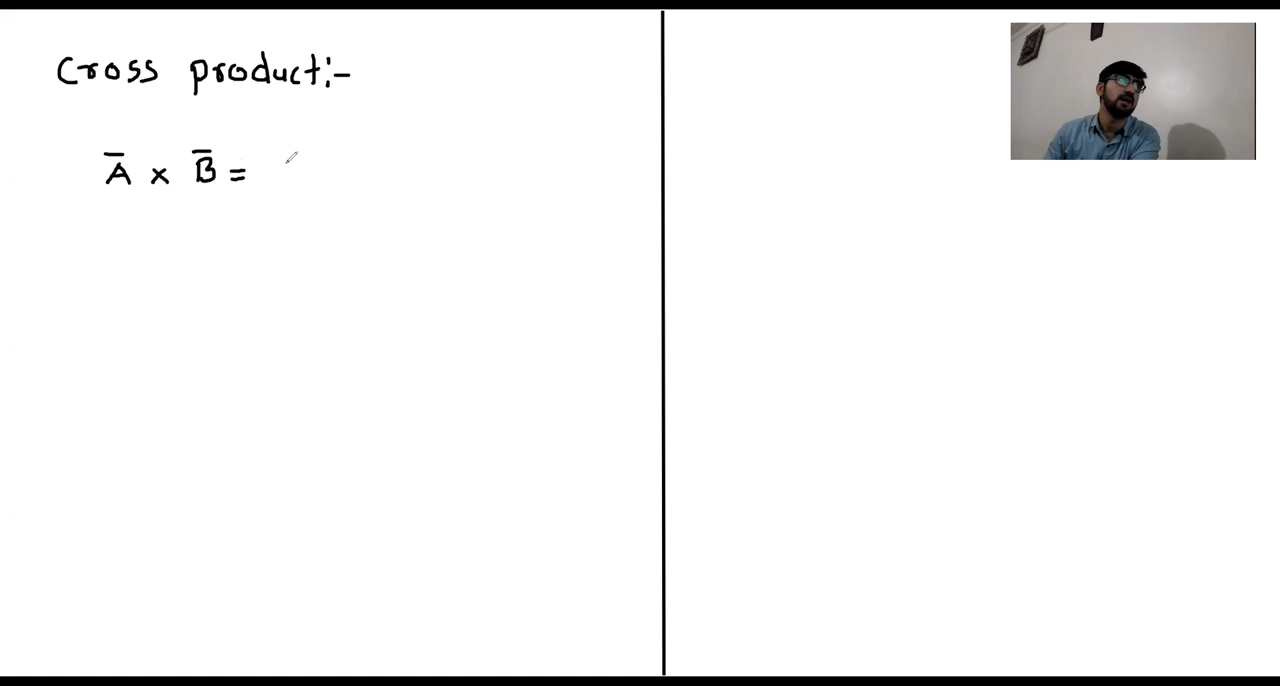 Cross product:-
A̅ × B̅ =